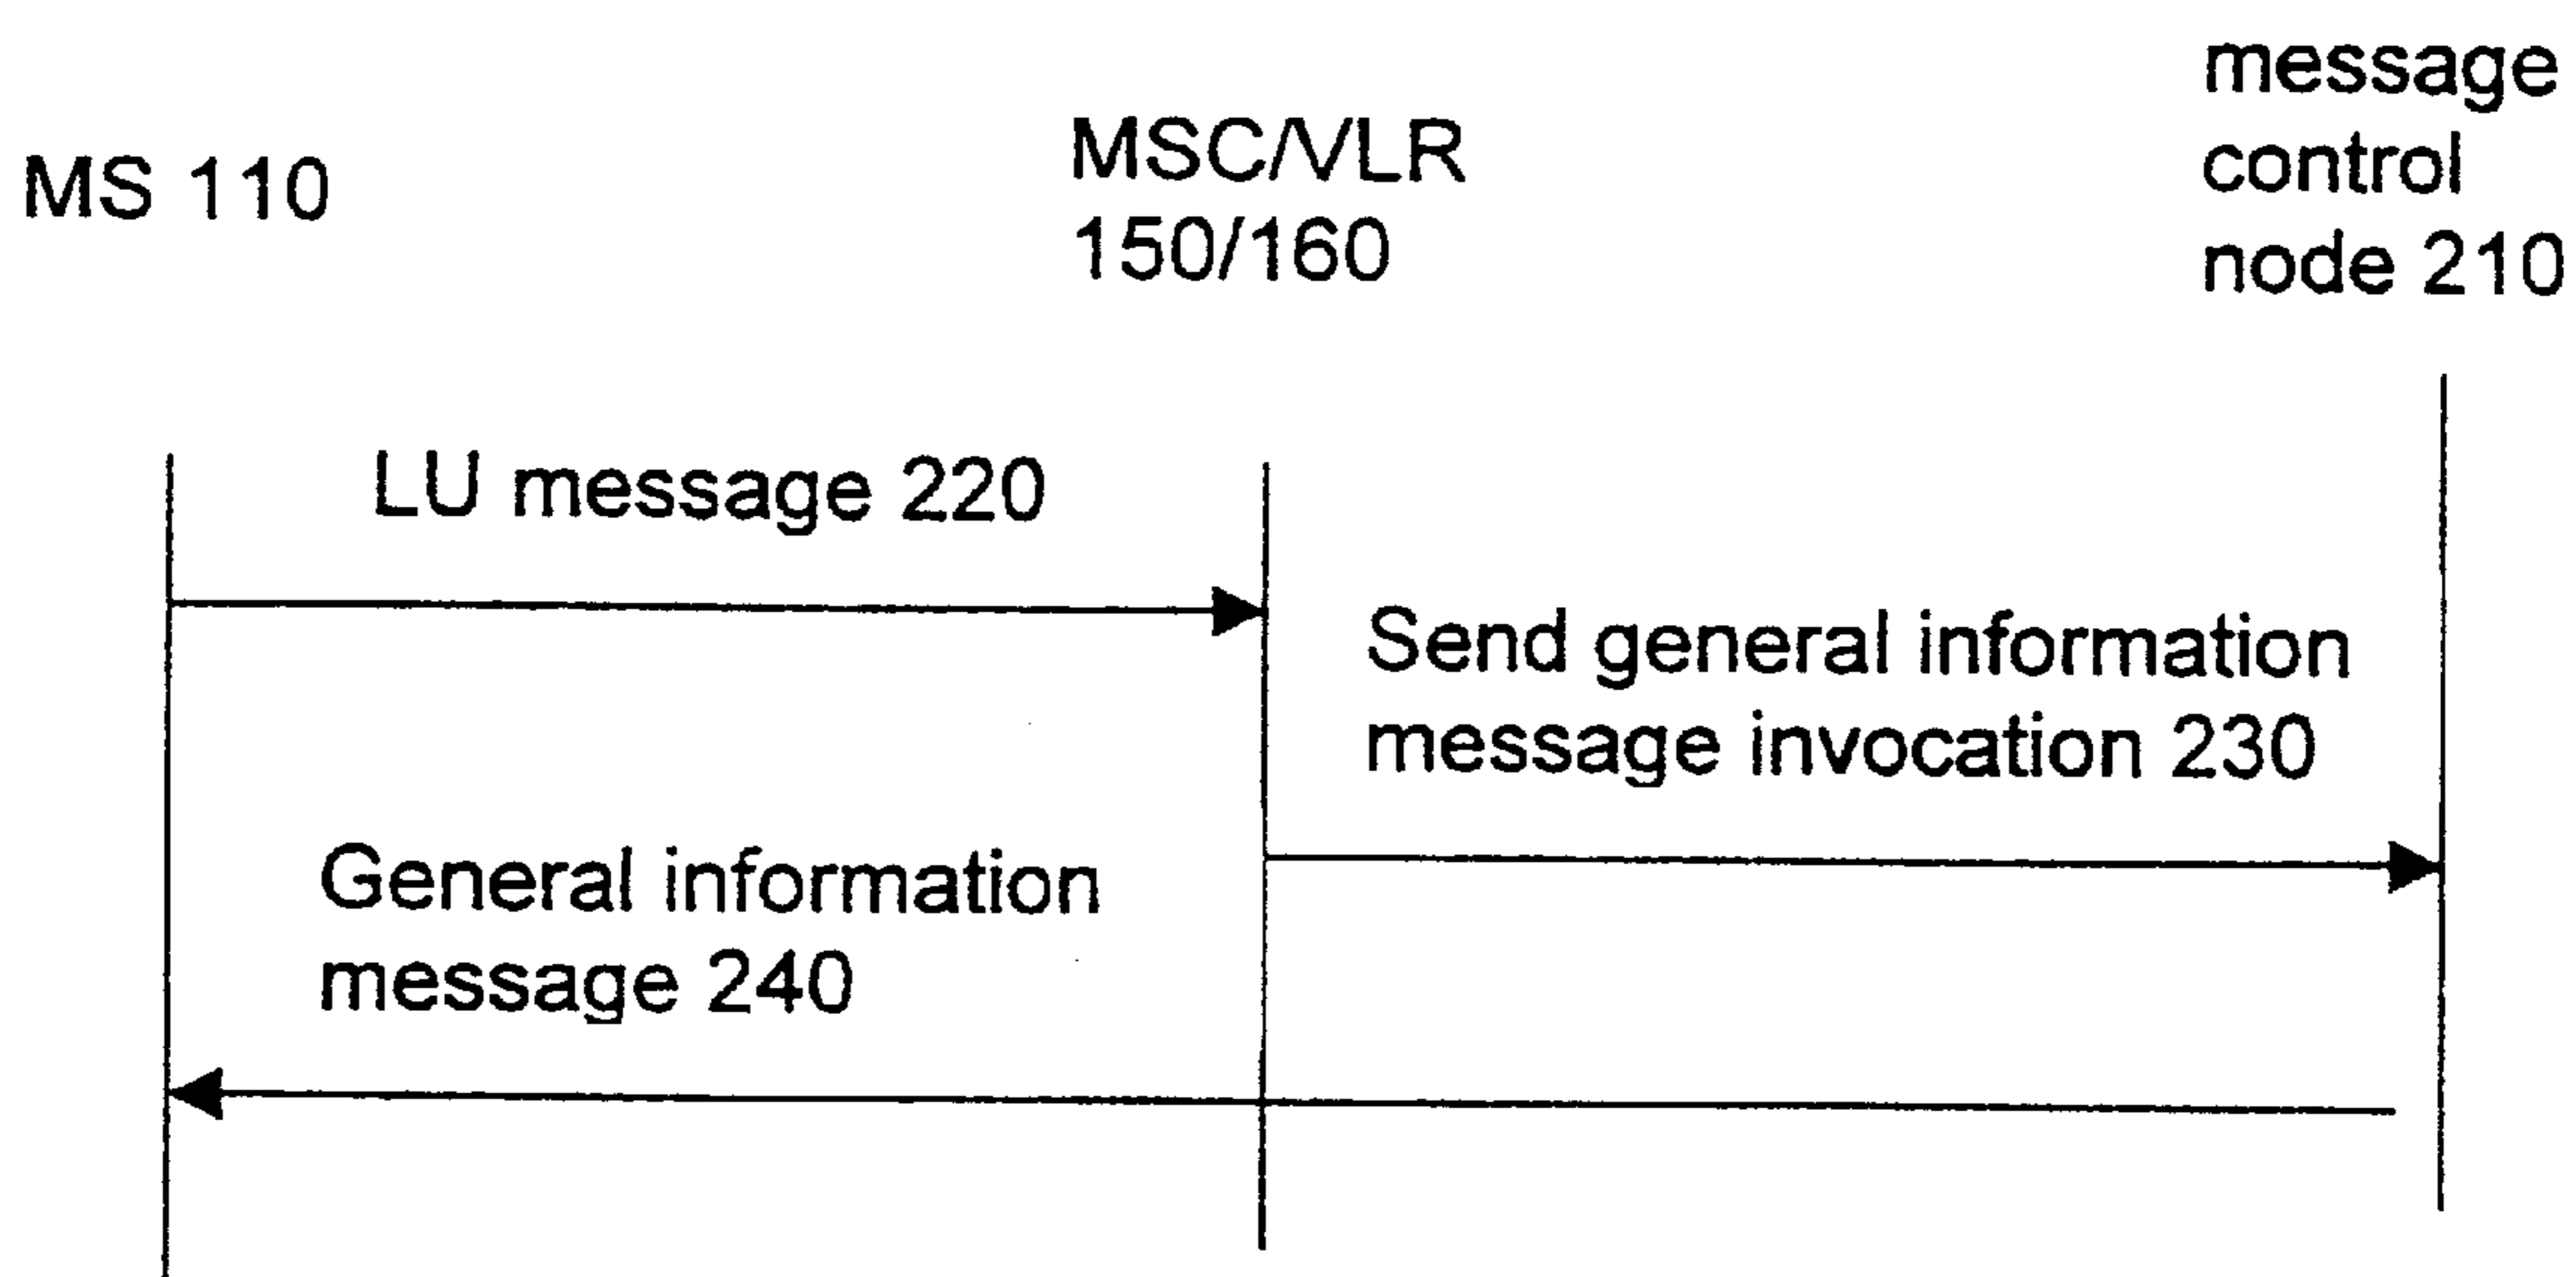 MS 110
MSC/VLR
150/160
message
control
node 210
LU message 220
Send general information
message invocation 230
General information
message 240